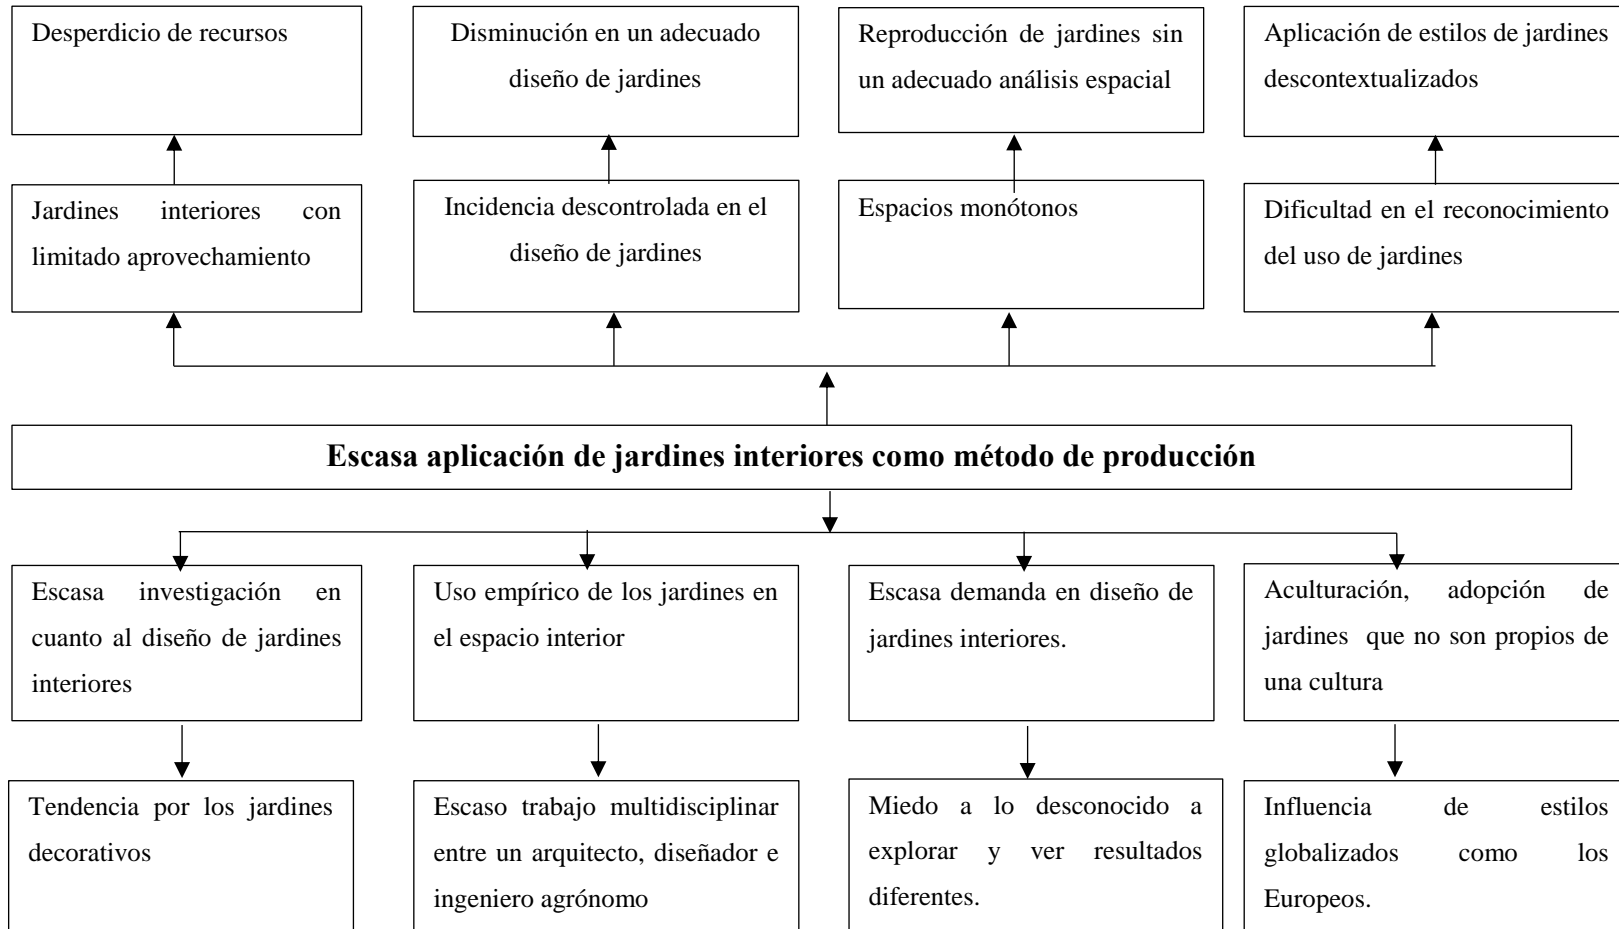 Desperdicio de recursos
Disminución en un adecuado
diseño de jardines
Reproducción de jardines sin
un adecuado análisis espacial
Aplicación de estilos de jardines
descontextualizados
Jardines interiores con
limitado aprovechamiento
Incidencia descontrolada en el
diseño de jardines
Espacios monótonos
Dificultad en el reconocimiento
del uso de jardines
Escasa aplicación de jardines interiores como método de producción
Escasa investigación en
cuanto al diseño de jardines
interiores
Uso empírico de los jardines en
el espacio interior
Escasa demanda en diseño de
jardines interiores.
Aculturación, adopción de
jardines que no son propios de
una cultura
Tendencia por los jardines
decorativos
Escaso trabajo multidisciplinar
entre un arquitecto, diseñador e
ingeniero agrónomo
Miedo a lo desconocido a
explorar y ver resultados
diferentes.
Influencia de estilos
globalizados como los
Europeos.